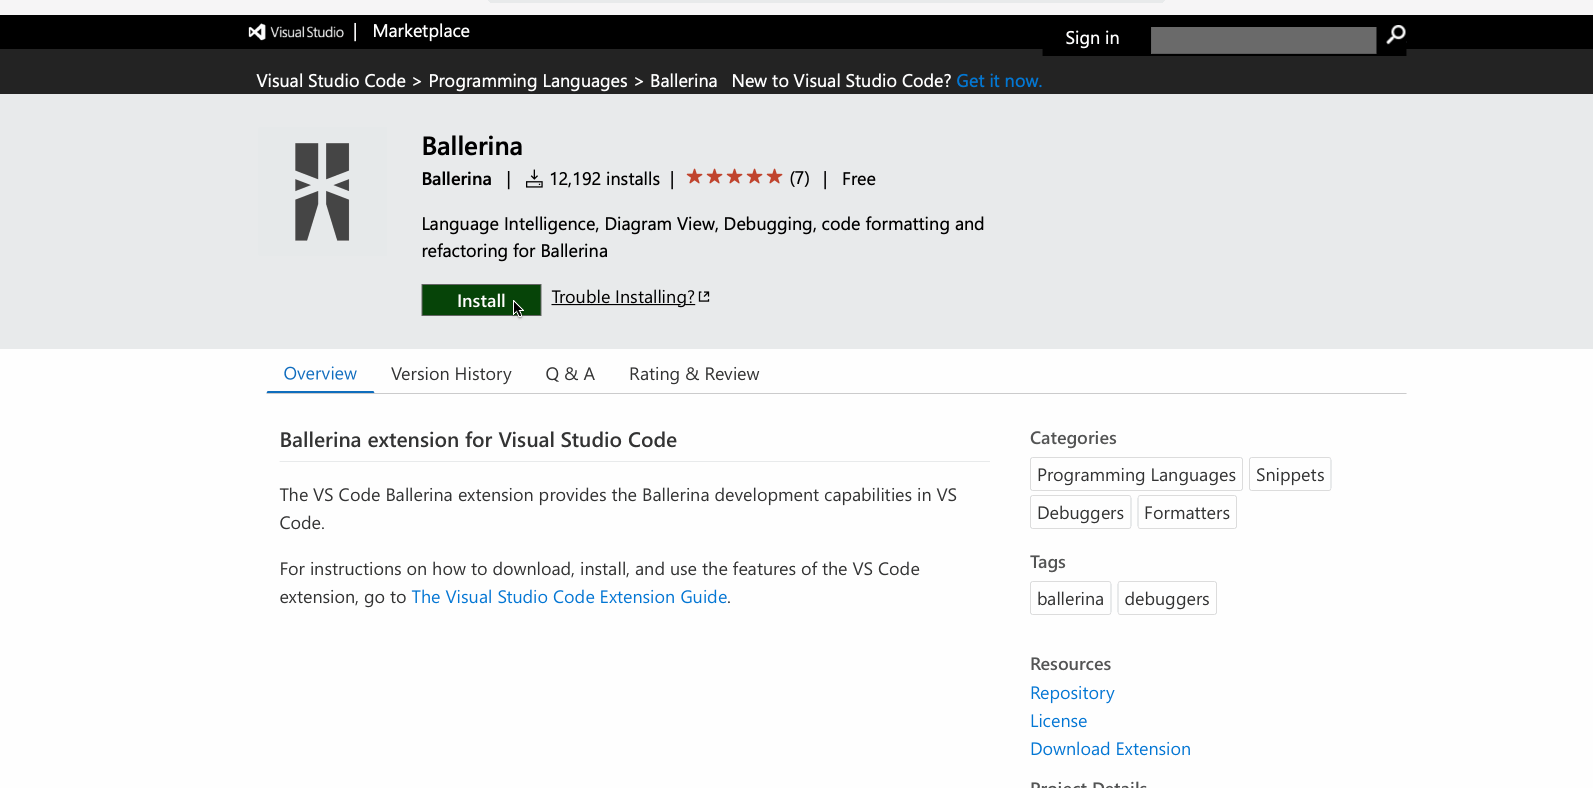 Visual Studio | Marketplace
Sign in
Visual Studio Code > Programming Languages > Ballerina New to Visual Studio Code? Get it now.
Ballerina
Ballerina | 12,192 installs | (7) | Free
Language Intelligence, Diagram View, Debugging, code formatting and
refactoring for Ballerina
Install Trouble Installing?
Overview Version History Q & A Rating & Review
Ballerina extension for Visual Studio Code
The VS Code Ballerina extension provides the Ballerina development capabilities in VS
Code.
For instructions on how to download, install, and use the features of the VS Code
extension, go to The Visual Studio Code Extension Guide.
Categories
Programming Languages Snippets
Debuggers Formatters
Tags
ballerina debuggers
Resources
Repository
License
Download Extension
Project Details